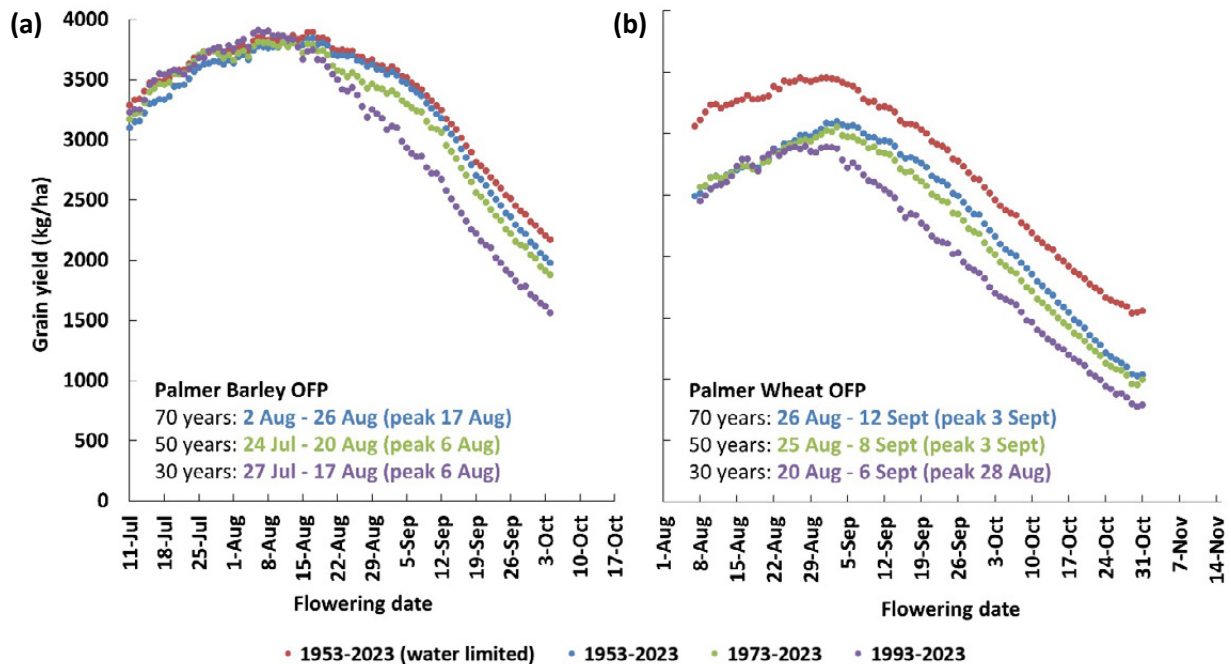 (a)
4000
3500
3000
2500
2000
1500
1000
500
0
Grain yield (kg/ha)
Palmer Barley OFP
70 years: 2 Aug - 26 Aug (peak 17 Aug)
50 years: 24 Jul - 20 Aug (peak 6 Aug)
30 years: 27 Jul - 17 Aug (peak 6 Aug)
11-Jul
18-Jul
25-Jul
1-Aug
8-Aug
15-Aug
22-Aug
29-Aug
5-Sep
12-Sep
19-Sep
26-Sep
3-Oct
10-Oct
17-Oct
Flowering date
(b)
Palmer Wheat OFP
70 years: 26 Aug - 12 Sept (peak 3 Sept)
50 years: 25 Aug - 8 Sept (peak 3 Sept)
30 years: 20 Aug - 6 Sept (peak 28 Aug)
1-Aug
8-Aug
15-Aug
22-Aug
29-Aug
5-Sep
12-Sep
19-Sep
26-Sep
3-Oct
10-Oct
17-Oct
24-Oct
31-Oct
7-Nov
14-Nov
Flowering date
1953-2023 (water limited) 1953-2023 1973-2023 1993-2023